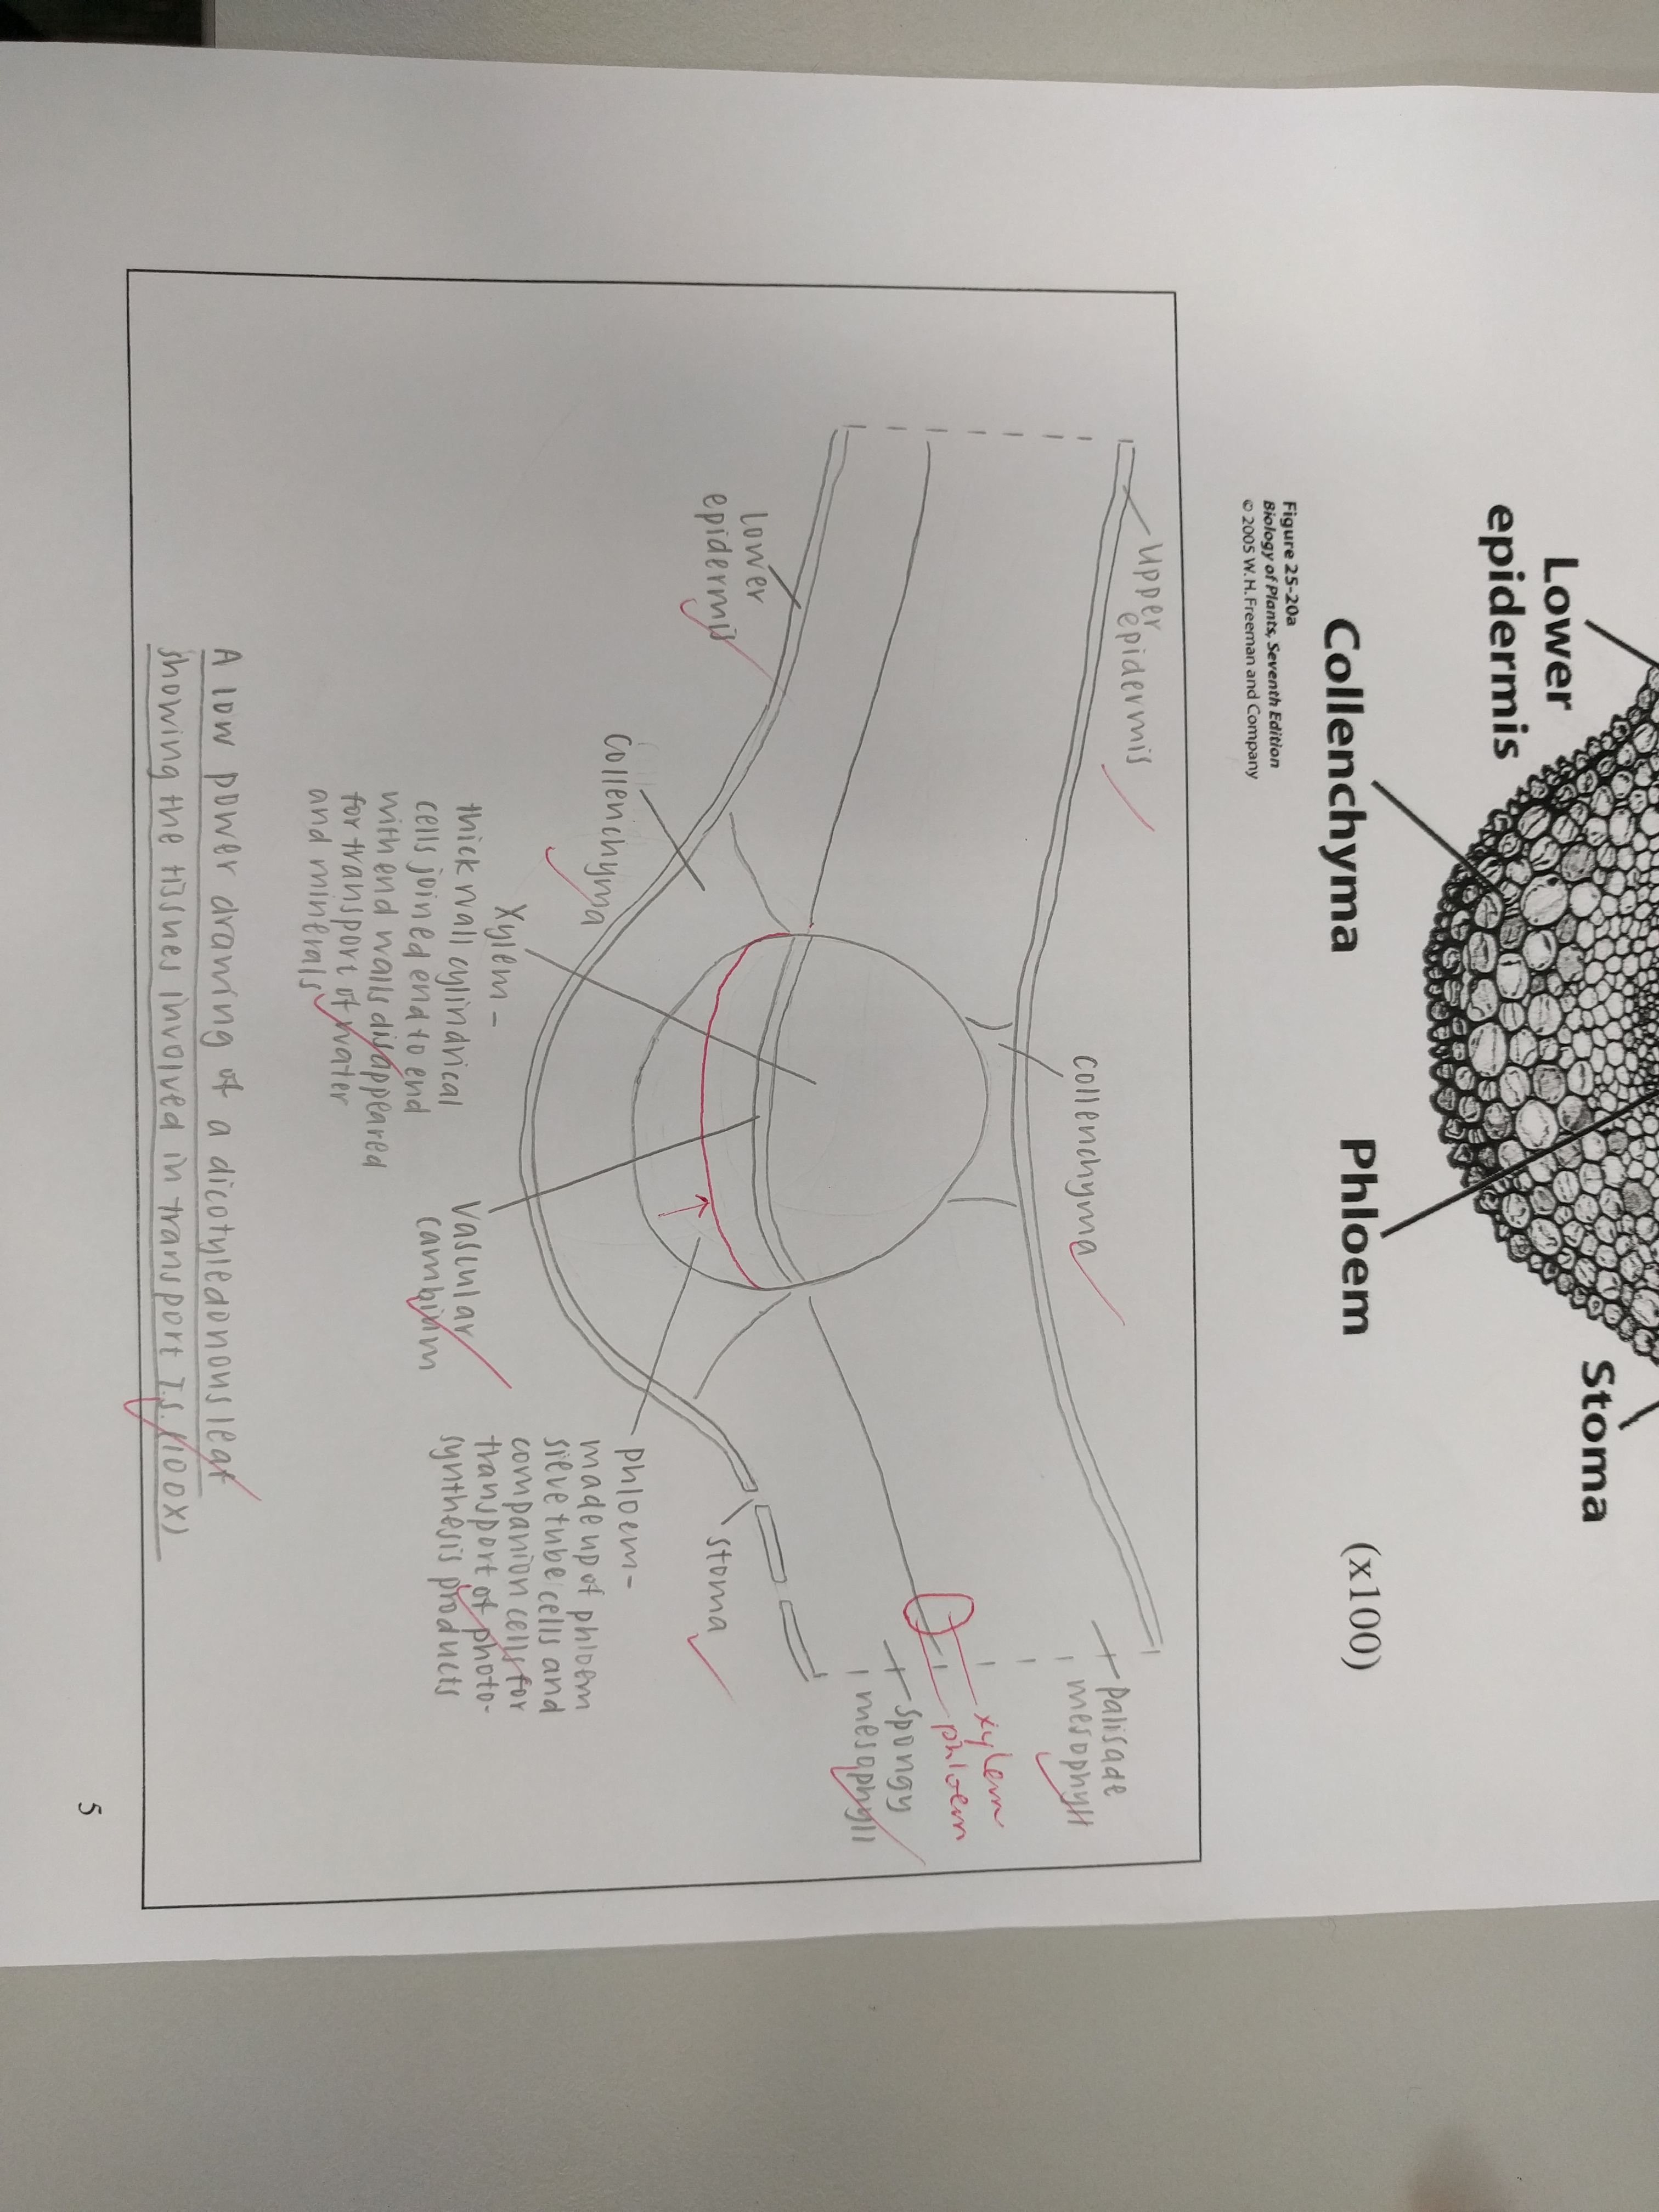 Lower
epidermis
Collenchyma
Phloem
Stoma
(x100)
Figure 25-20a
Biology of Plants, Seventh Edition
© 2005 W. H. Freeman and Company
Upper
epidermis
collenchyma
Palisade
mesophyll
xylem
phloem
Spongy
mesophyll
Lower
epidermis
Collenchyma
Xylem -
thick wall cylindrical
cells joined end to end
with end walls disappeared
for transport of water
and minerals
Vascular
cambium
Stoma
Phloem -
made up of phloem
sieve tube cells and
companion cells for
transport of photo-
synthesis products
A low power drawing of a dicotyledonous leaf
showing the tissues involved in transport T.S. (100X)
5